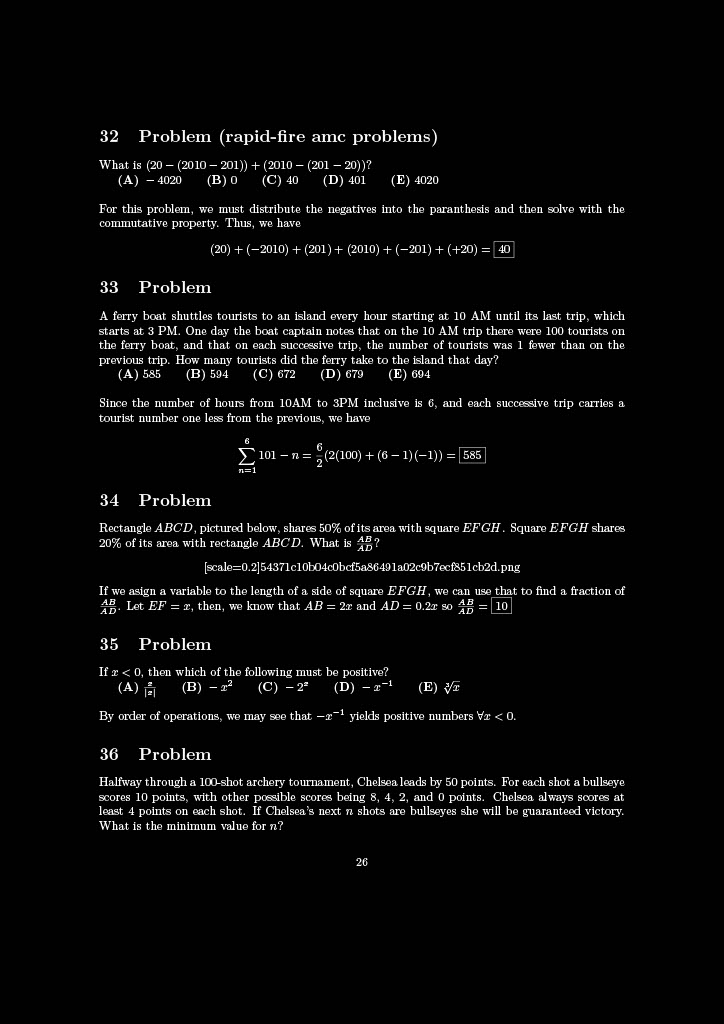 32 Problem (rapid-fire amc problems)
What is (20 − (2010 − 201)) + (2010 − (201 − 20))?
(A) − 4020 (B) 0 (C) 40 (D) 401 (E) 4020
For this problem, we must distribute the negatives into the paranthesis and then solve with the
commutative property. Thus, we have
(20) + (−2010) + (201) + (2010) + (−201) + (+20) = 40
33 Problem
A ferry boat shuttles tourists to an island every hour starting at 10 AM until its last trip, which
starts at 3 PM. One day the boat captain notes that on the 10 AM trip there were 100 tourists on
the ferry boat, and that on each successive trip, the number of tourists was 1 fewer than on the
previous trip. How many tourists did the ferry take to the island that day?
(A) 585 (B) 594 (C) 672 (D) 679 (E) 694
Since the number of hours from 10AM to 3PM inclusive is 6, and each successive trip carries a
tourist number one less from the previous, we have
∑_{n=1}^{6} 101 − n = 6/2 (2(100) + (6 − 1)(−1)) = 585
34 Problem
Rectangle ABCD, pictured below, shares 50% of its area with square EFGH. Square EFGH shares
20% of its area with rectangle ABCD. What is AB/AD?
[scale=0.2]54371c10b04c0bcf5a86491a02c9b7ecf851cb2d.png
If we asign a variable to the length of a side of square EFGH, we can use that to find a fraction of
AB/AD. Let EF = x, then, we know that AB = 2x and AD = 0.2x so AB/AD = 10
35 Problem
If x < 0, then which of the following must be positive?
(A) x/|x| (B) − x² (C) − 2ˣ (D) − x⁻¹ (E) ∛x
By order of operations, we may see that −x⁻¹ yields positive numbers ∀x < 0.
36 Problem
Halfway through a 100-shot archery tournament, Chelsea leads by 50 points. For each shot a bullseye
scores 10 points, with other possible scores being 8, 4, 2, and 0 points. Chelsea always scores at
least 4 points on each shot. If Chelsea's next n shots are bullseyes she will be guaranteed victory.
What is the minimum value for n?
26